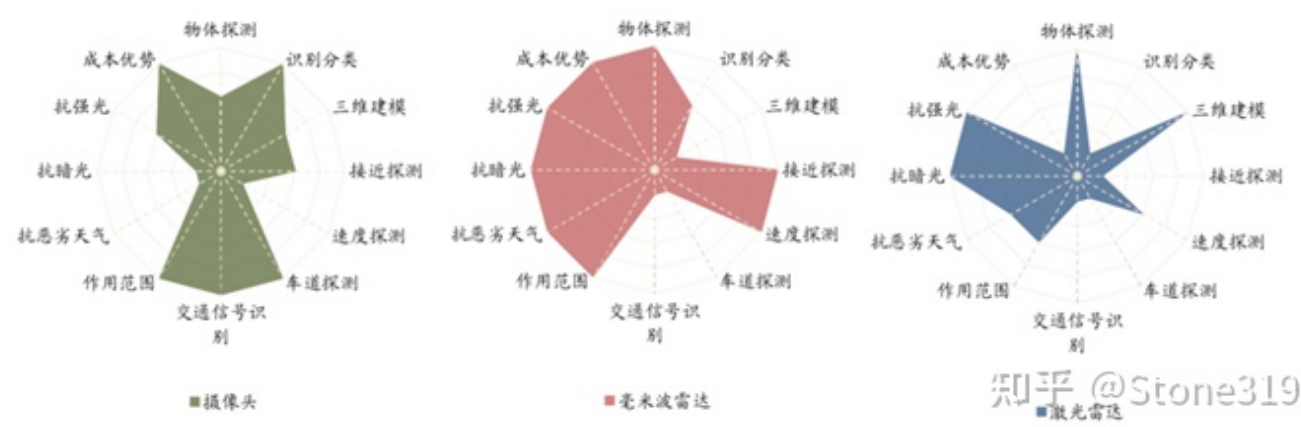 物体探测
成本优势
识别分类
抗强光
三维建模
抗暗光
接近探测
抗恶劣天气
速度探测
作用范围
车道探测
交通信号识
别
摄像头
物体探测
成本优势
识别分类
抗强光
三维建模
抗暗光
接近探测
抗恶劣天气
速度探测
作用范围
车道探测
交通信号识
别
毫米波雷达
物体探测
成本优势
识别分类
抗强光
三维建模
抗暗光
接近探测
抗恶劣天气
速度探测
作用范围
车道探测
交通信号识
别
激光雷达
知乎 @Stone319